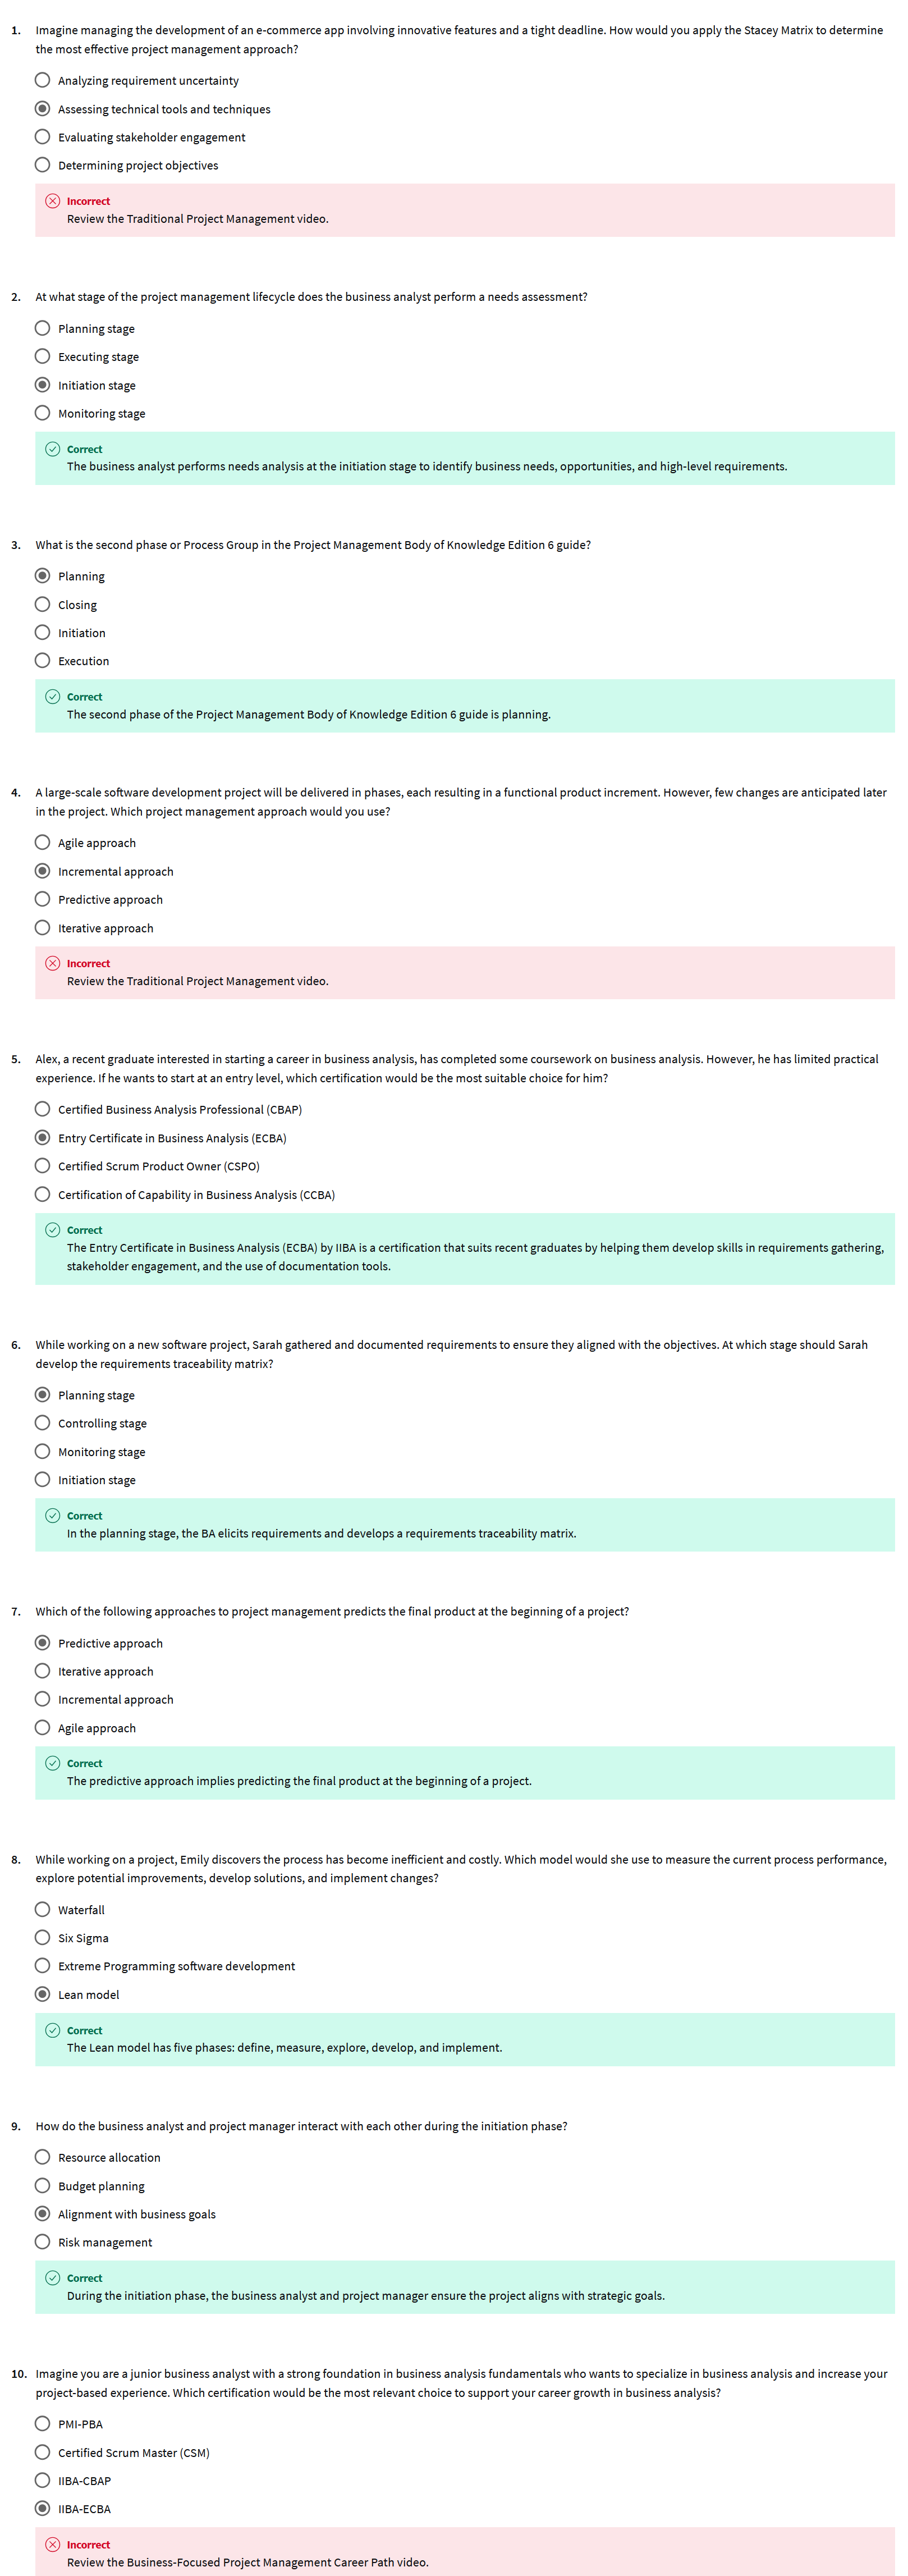 1. Imagine managing the development of an e-commerce app involving innovative features and a tight deadline. How would you apply the Stacey Matrix to determine
the most effective project management approach?
Analyzing requirement uncertainty
Assessing technical tools and techniques
Evaluating stakeholder engagement
Determining project objectives
Incorrect
Review the Traditional Project Management video.
2. At what stage of the project management lifecycle does the business analyst perform a needs assessment?
Planning stage
Executing stage
Initiation stage
Monitoring stage
Correct
The business analyst performs needs analysis at the initiation stage to identify business needs, opportunities, and high-level requirements.
3. What is the second phase or Process Group in the Project Management Body of Knowledge Edition 6 guide?
Planning
Closing
Initiation
Execution
Correct
The second phase of the Project Management Body of Knowledge Edition 6 guide is planning.
4. A large-scale software development project will be delivered in phases, each resulting in a functional product increment. However, few changes are anticipated later
in the project. Which project management approach would you use?
Agile approach
Incremental approach
Predictive approach
Iterative approach
Incorrect
Review the Traditional Project Management video.
5. Alex, a recent graduate interested in starting a career in business analysis, has completed some coursework on business analysis. However, he has limited practical
experience. If he wants to start at an entry level, which certification would be the most suitable choice for him?
Certified Business Analysis Professional (CBAP)
Entry Certificate in Business Analysis (ECBA)
Certified Scrum Product Owner (CSPO)
Certification of Capability in Business Analysis (CCBA)
Correct
The Entry Certificate in Business Analysis (ECBA) by IIBA is a certification that suits recent graduates by helping them develop skills in requirements gathering,
stakeholder engagement, and the use of documentation tools.
6. While working on a new software project, Sarah gathered and documented requirements to ensure they aligned with the objectives. At which stage should Sarah
develop the requirements traceability matrix?
Planning stage
Controlling stage
Monitoring stage
Initiation stage
Correct
In the planning stage, the BA elicits requirements and develops a requirements traceability matrix.
7. Which of the following approaches to project management predicts the final product at the beginning of a project?
Predictive approach
Iterative approach
Incremental approach
Agile approach
Correct
The predictive approach implies predicting the final product at the beginning of a project.
8. While working on a project, Emily discovers the process has become inefficient and costly. Which model would she use to measure the current process performance,
explore potential improvements, develop solutions, and implement changes?
Waterfall
Six Sigma
Extreme Programming software development
Lean model
Correct
The Lean model has five phases: define, measure, explore, develop, and implement.
9. How do the business analyst and project manager interact with each other during the initiation phase?
Resource allocation
Budget planning
Alignment with business goals
Risk management
Correct
During the initiation phase, the business analyst and project manager ensure the project aligns with strategic goals.
10. Imagine you are a junior business analyst with a strong foundation in business analysis fundamentals who wants to specialize in business analysis and increase your
project-based experience. Which certification would be the most relevant choice to support your career growth in business analysis?
PMI-PBA
Certified Scrum Master (CSM)
IIBA-CBAP
IIBA-ECBA
Incorrect
Review the Business-Focused Project Management Career Path video.